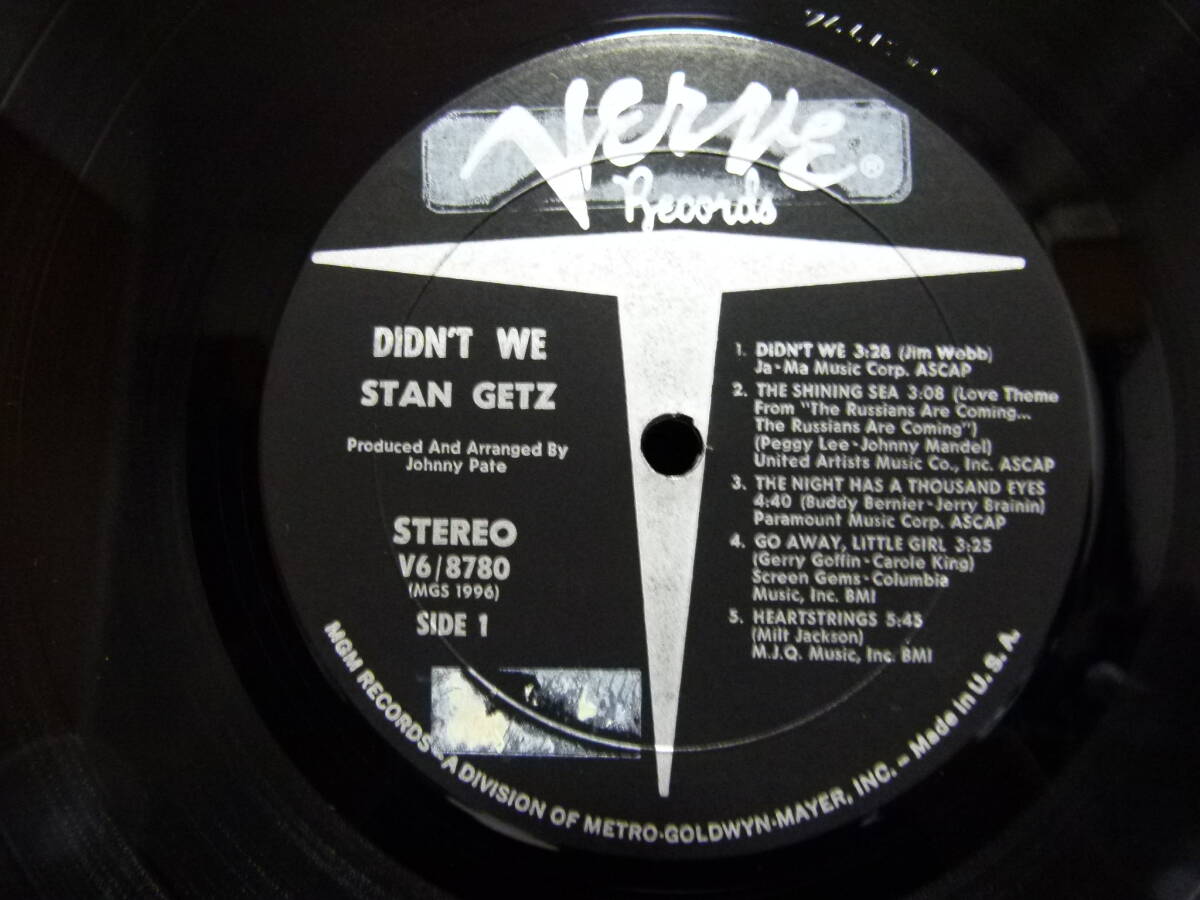 Verve ®
Records
DIDN'T WE
STAN GETZ
Produced And Arranged By
Johnny Pate
STEREO
V6/8780
(MGS 1996)
SIDE 1
1. DIDN'T WE 3:28 (Jim Webb)
Ja-Ma Music Corp. ASCAP
2. THE SHINING SEA 3:08 (Love Theme
From "The Russians Are Coming...
The Russians Are Coming")
(Peggy Lee-Johnny Mandel)
United Artists Music Co., Inc. ASCAP
3. THE NIGHT HAS A THOUSAND EYES
4:40 (Buddy Bernier-Jerry Brainin)
Paramount Music Corp. ASCAP
4. GO AWAY, LITTLE GIRL 3:25
(Gerry Goffin-Carole King)
Screen Gems-Columbia
Music, Inc. BMI
5. HEARTSTRINGS 5:45
(Milt Jackson)
M.J.Q. Music, Inc. BMI
MGM RECORDS—A DIVISION OF METRO-GOLDWYN-MAYER, INC. – Made in U.S.A.